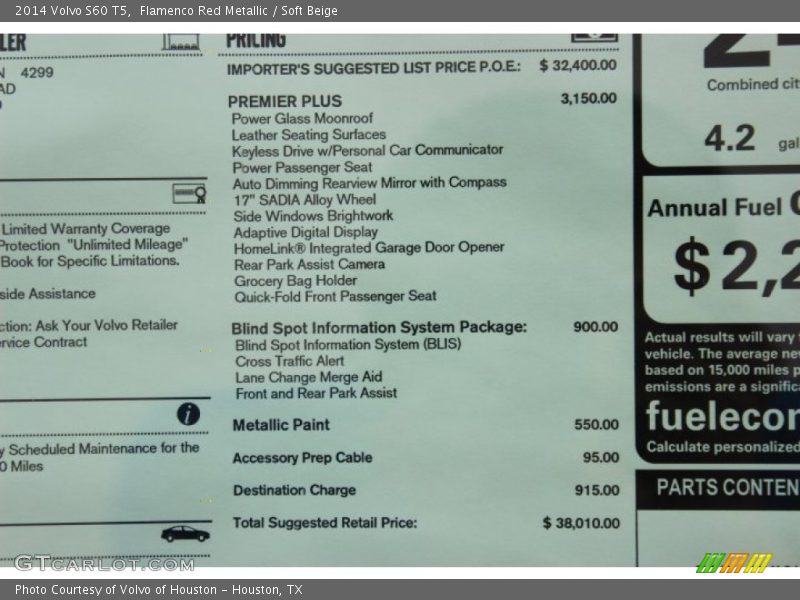 2014 Volvo S60 T5, Flamenco Red Metallic / Soft Beige
PRICING
4299
IMPORTER'S SUGGESTED LIST PRICE P.O.E.: $ 32,400.00
PREMIER PLUS 3,150.00
Power Glass Moonroof
Leather Seating Surfaces
Keyless Drive w/Personal Car Communicator
Power Passenger Seat
Auto Dimming Rearview Mirror with Compass
17" SADIA Alloy Wheel
Side Windows Brightwork
Adaptive Digital Display
HomeLink® Integrated Garage Door Opener
Rear Park Assist Camera
Grocery Bag Holder
Quick-Fold Front Passenger Seat
Blind Spot Information System Package: 900.00
Blind Spot Information System (BLIS)
Cross Traffic Alert
Lane Change Merge Aid
Front and Rear Park Assist
Metallic Paint 550.00
Accessory Prep Cable 95.00
Destination Charge 915.00
Total Suggested Retail Price: $ 38,010.00
Limited Warranty Coverage
Protection "Unlimited Mileage"
Book for Specific Limitations.
side Assistance
ction: Ask Your Volvo Retailer
ervice Contract
i
y Scheduled Maintenance for the
0 Miles
Combined cit
4.2 gal
Annual Fuel
$2,2
Actual results will vary
vehicle. The average ne
based on 15,000 miles p
emissions are a significa
fuelecon
Calculate personalized
PARTS CONTEN
GTCarLot.com
Photo Courtesy of Volvo of Houston - Houston, TX